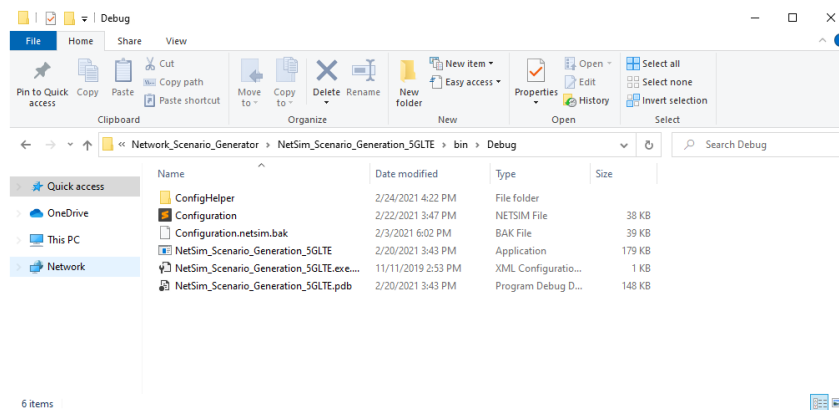 Debug
File Home Share View
Pin to Quick access
Copy
Paste
Cut
Copy path
Paste shortcut
Clipboard
Move to
Copy to
Delete
Rename
Organize
New folder
New item
Easy access
New
Properties
Open
Edit
History
Open
Select all
Select none
Invert selection
Select
« Network_Scenario_Generator › NetSim_Scenario_Generation_5GLTE › bin › Debug
Search Debug
Quick access
OneDrive
This PC
Network
Name Date modified Type Size
ConfigHelper 2/24/2021 4:22 PM File folder
Configuration 2/22/2021 3:47 PM NETSIM File 38 KB
Configuration.netsim.bak 2/3/2021 6:02 PM BAK File 39 KB
NetSim_Scenario_Generation_5GLTE 2/20/2021 3:43 PM Application 179 KB
NetSim_Scenario_Generation_5GLTE.exe.... 11/11/2019 2:53 PM XML Configuratio... 1 KB
NetSim_Scenario_Generation_5GLTE.pdb 2/20/2021 3:43 PM Program Debug D... 148 KB
6 items